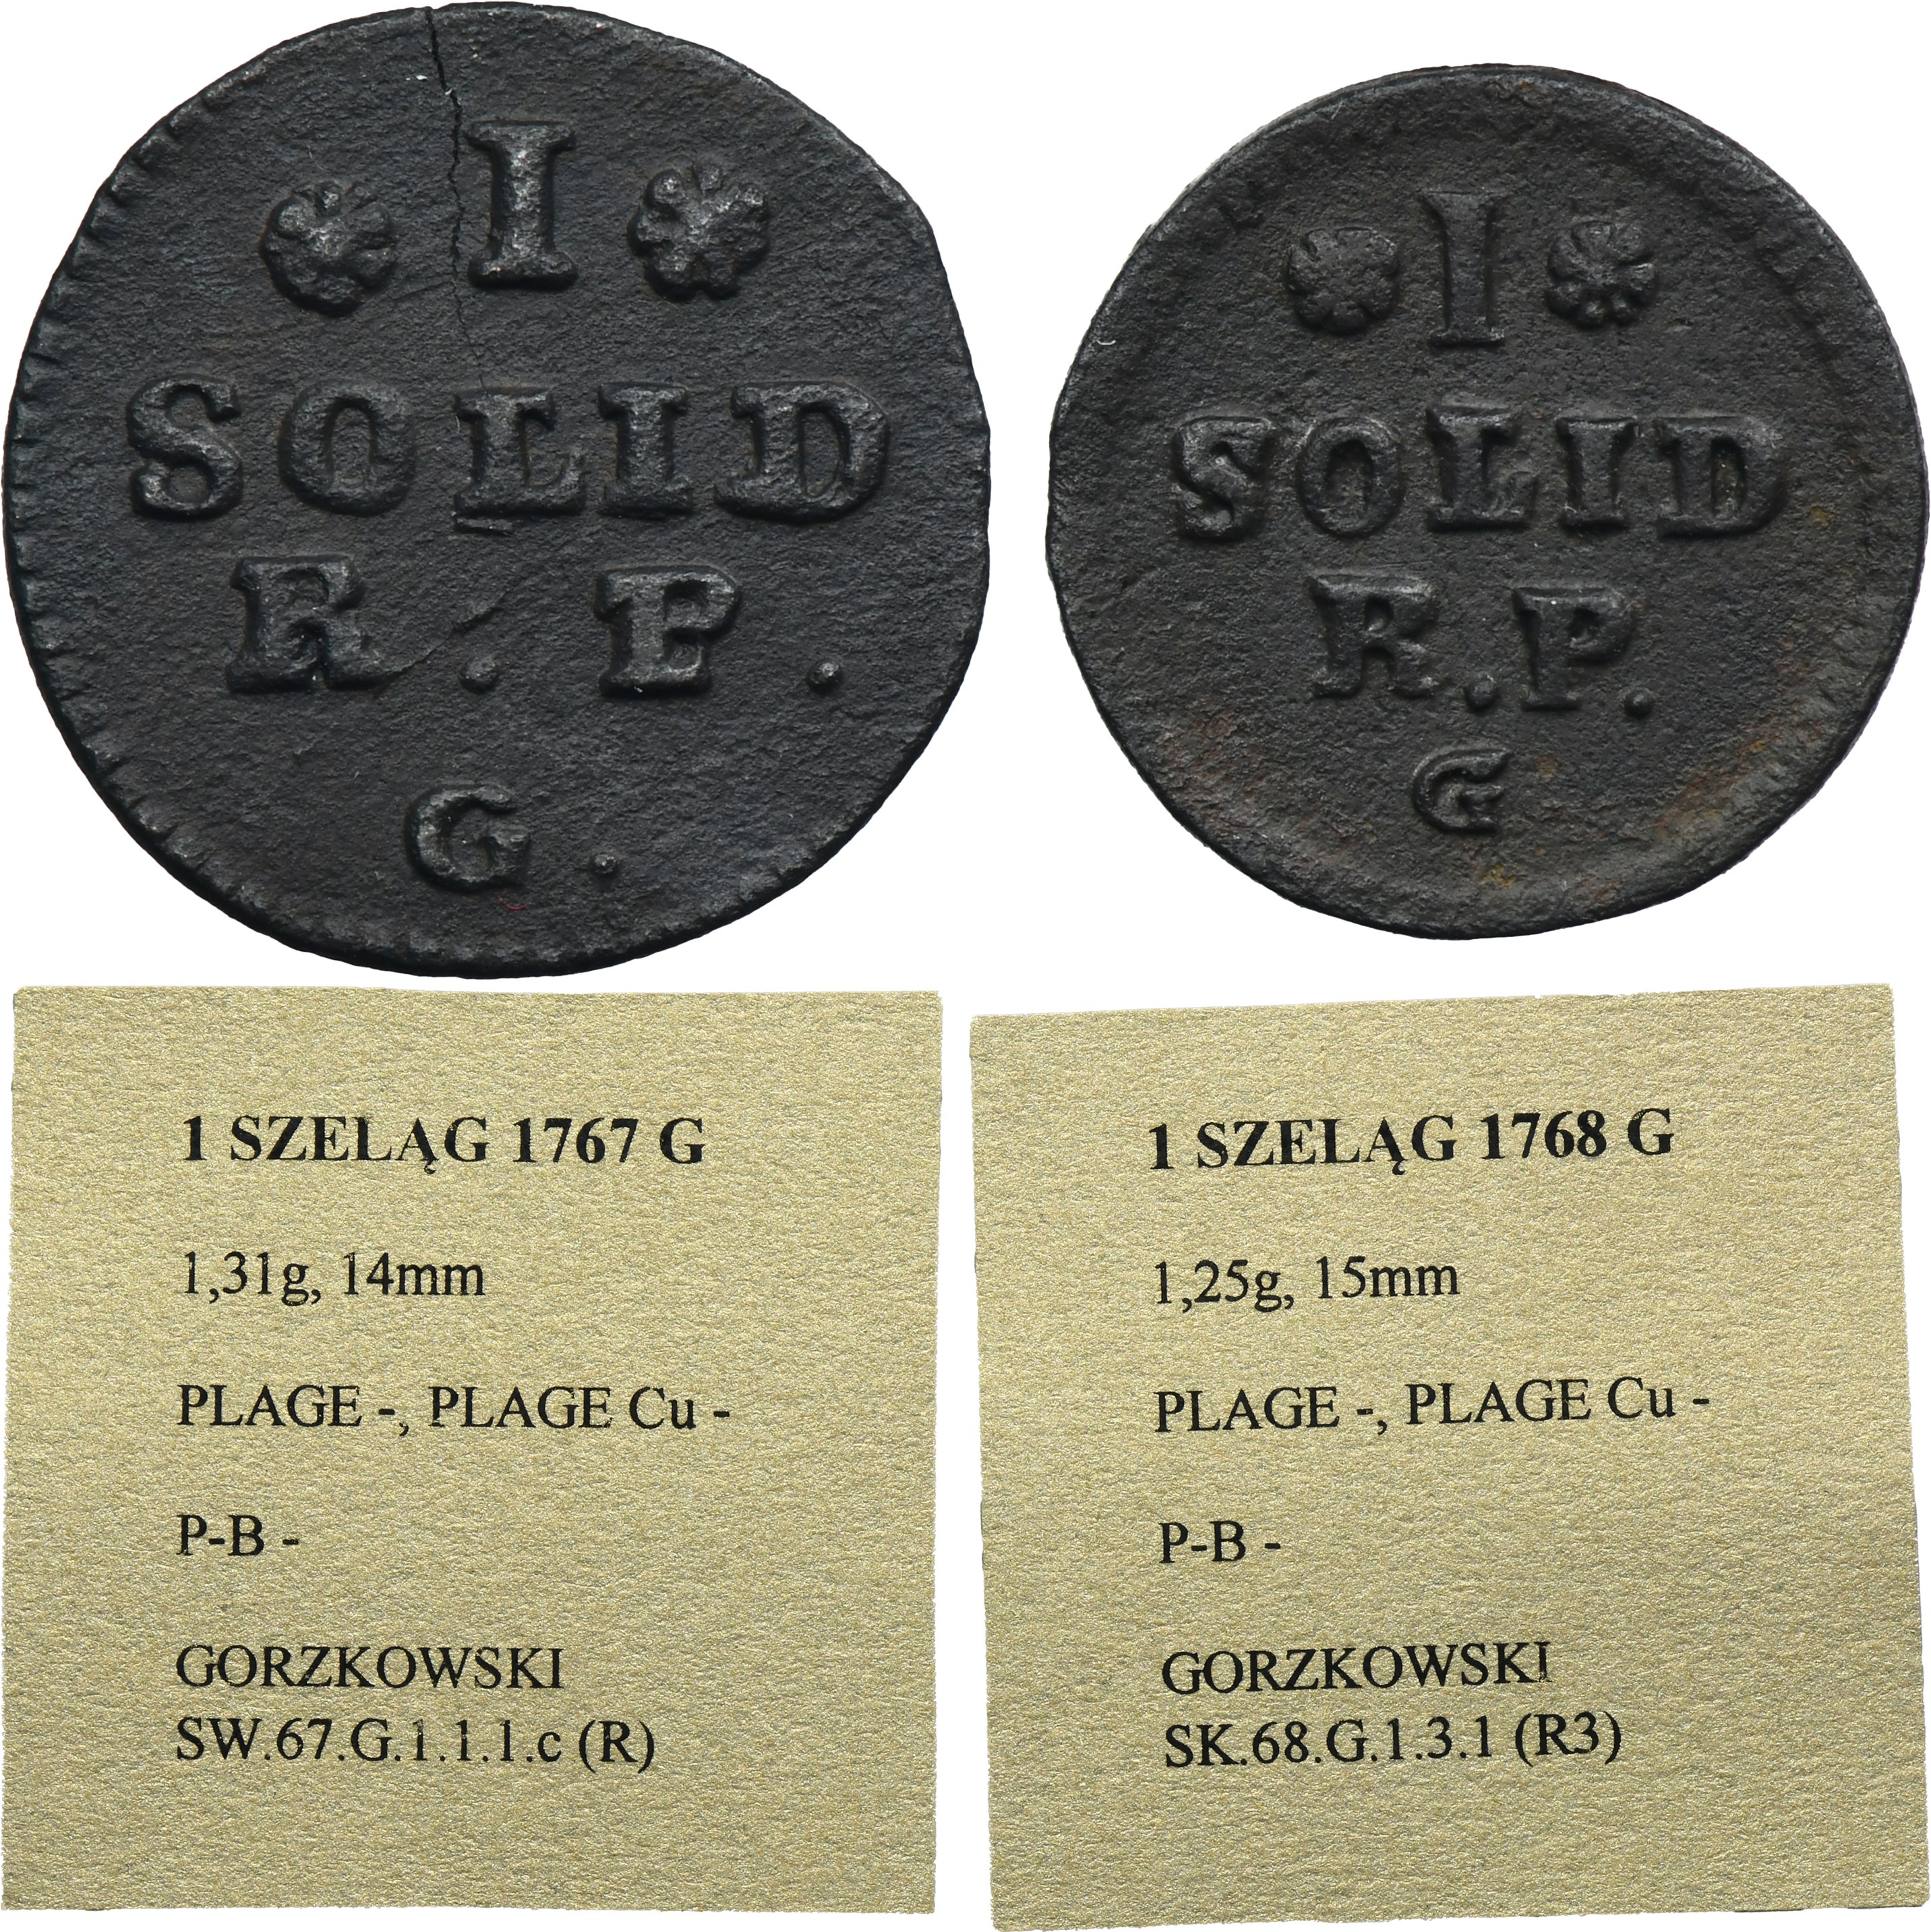 I
SOLID
R. P.
G.
I
SOLID
R.P.
G
1 SZELĄG 1767 G
1,31g, 14mm
PLAGE -, PLAGE Cu -
P-B -
GORZKOWSKI
SW.67.G.1.1.1.c (R)
1 SZELĄG 1768 G
1,25g, 15mm
PLAGE -, PLAGE Cu -
P-B -
GORZKOWSKI
SK.68.G.1.3.1 (R3)